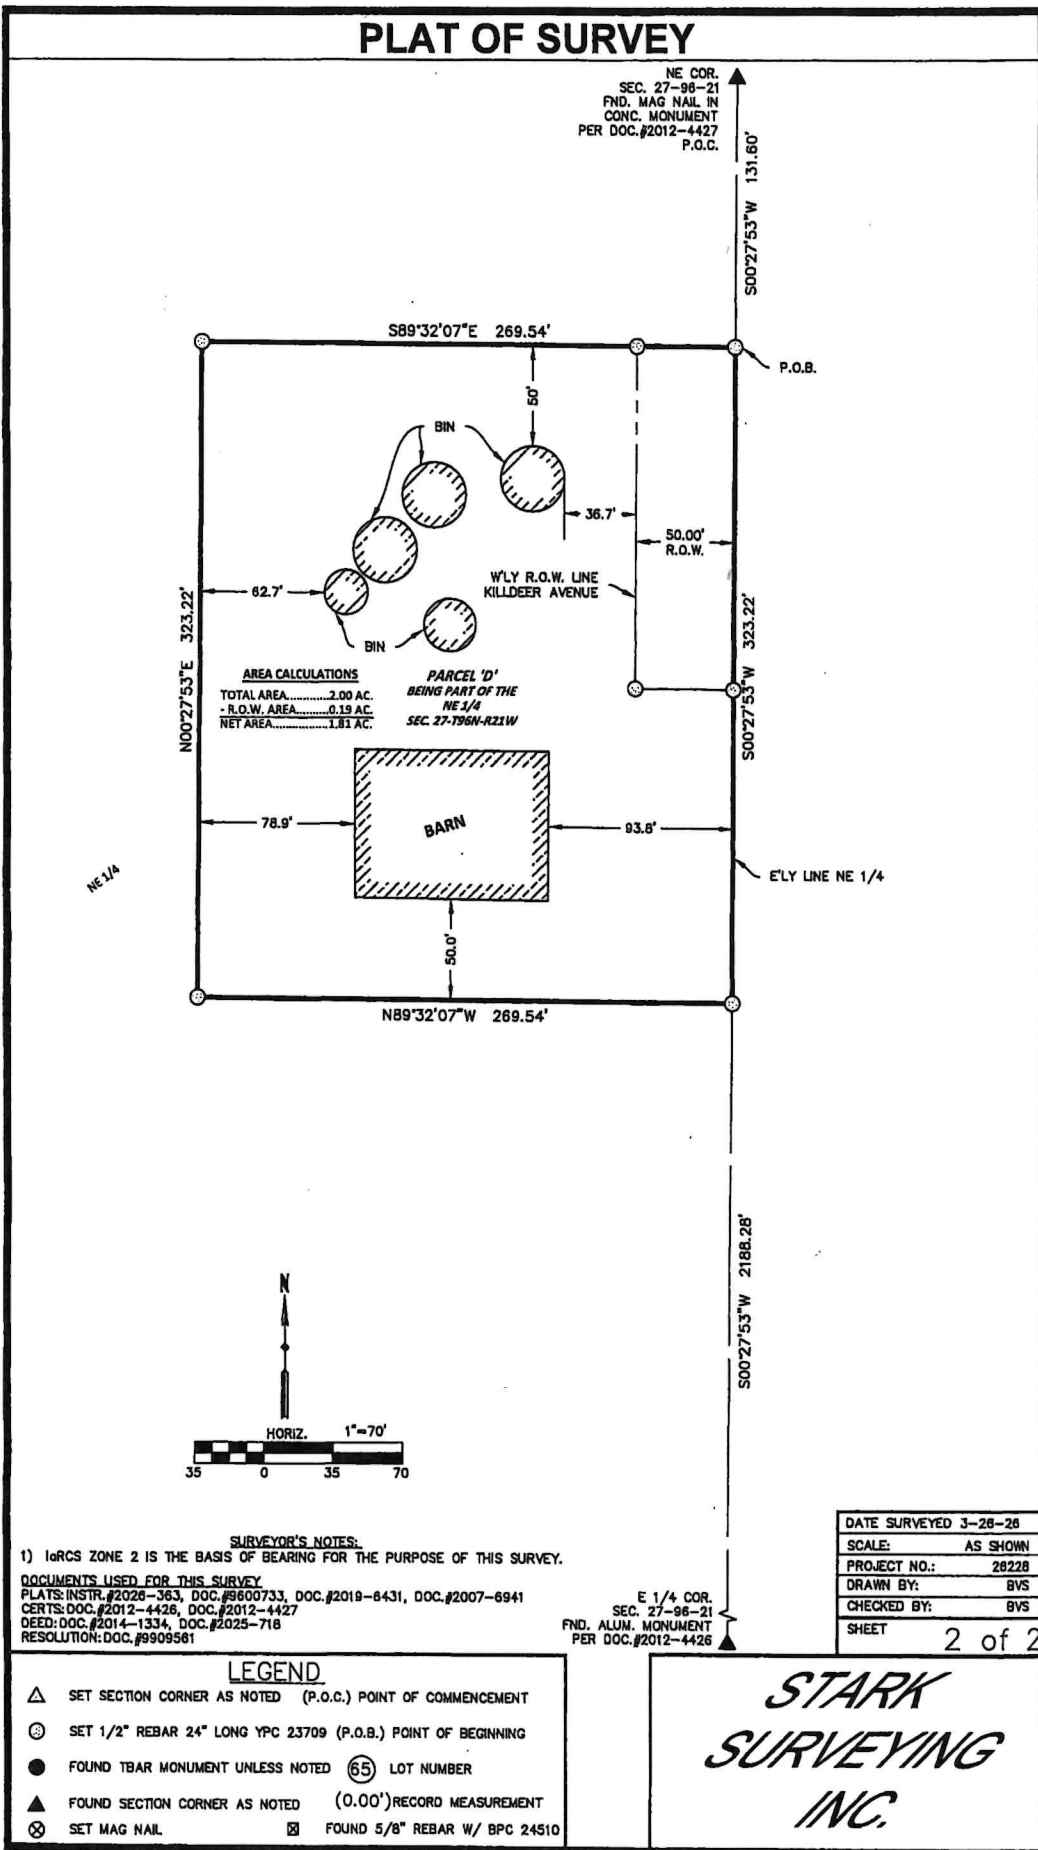 PLAT OF SURVEY
NE COR.
SEC. 27-96-21
FND. MAG NAIL IN
CONC. MONUMENT
PER DOC.#2012-4427
P.O.C.
S00°27'53"W 131.60'
S89°32'07"E 269.54'
P.O.B.
50'
BIN
36.7'
50.00'
R.O.W.
W'LY R.O.W. LINE
KILLDEER AVENUE
62.7'
BIN
N00°27'53"E 323.22'
S00°27'53"W 323.22'
AREA CALCULATIONS
TOTAL AREA............2.00 AC.
- R.O.W. AREA..........0.19 AC.
NET AREA................1.81 AC.
PARCEL 'D'
BEING PART OF THE
NE 1/4
SEC. 27-T96N-R21W
78.9'
BARN
93.8'
NE 1/4
E'LY LINE NE 1/4
50.0'
N89°32'07"W 269.54'
S00°27'53"W 2188.28'
N
HORIZ. 1"=70'
35 0 35 70
SURVEYOR'S NOTES:
1) IaRCS ZONE 2 IS THE BASIS OF BEARING FOR THE PURPOSE OF THIS SURVEY.
DOCUMENTS USED FOR THIS SURVEY
PLATS: INSTR.#2026-363, DOC.#9600733, DOC.#2019-6431, DOC.#2007-6941
CERTS: DOC.#2012-4426, DOC.#2012-4427
DEED: DOC.#2014-1334, DOC.#2025-718
RESOLUTION: DOC.#9909561
E 1/4 COR.
SEC. 27-96-21
FND. ALUM. MONUMENT
PER DOC.#2012-4426
DATE SURVEYED 3-26-26
SCALE: AS SHOWN
PROJECT NO.: 26228
DRAWN BY: BVS
CHECKED BY: BVS
SHEET 2 of 2
LEGEND
SET SECTION CORNER AS NOTED (P.O.C.) POINT OF COMMENCEMENT
SET 1/2" REBAR 24" LONG YPC 23709 (P.O.B.) POINT OF BEGINNING
FOUND TBAR MONUMENT UNLESS NOTED 65 LOT NUMBER
FOUND SECTION CORNER AS NOTED (0.00') RECORD MEASUREMENT
SET MAG NAIL FOUND 5/8" REBAR W/ BPC 24510
STARK
SURVEYING
INC.